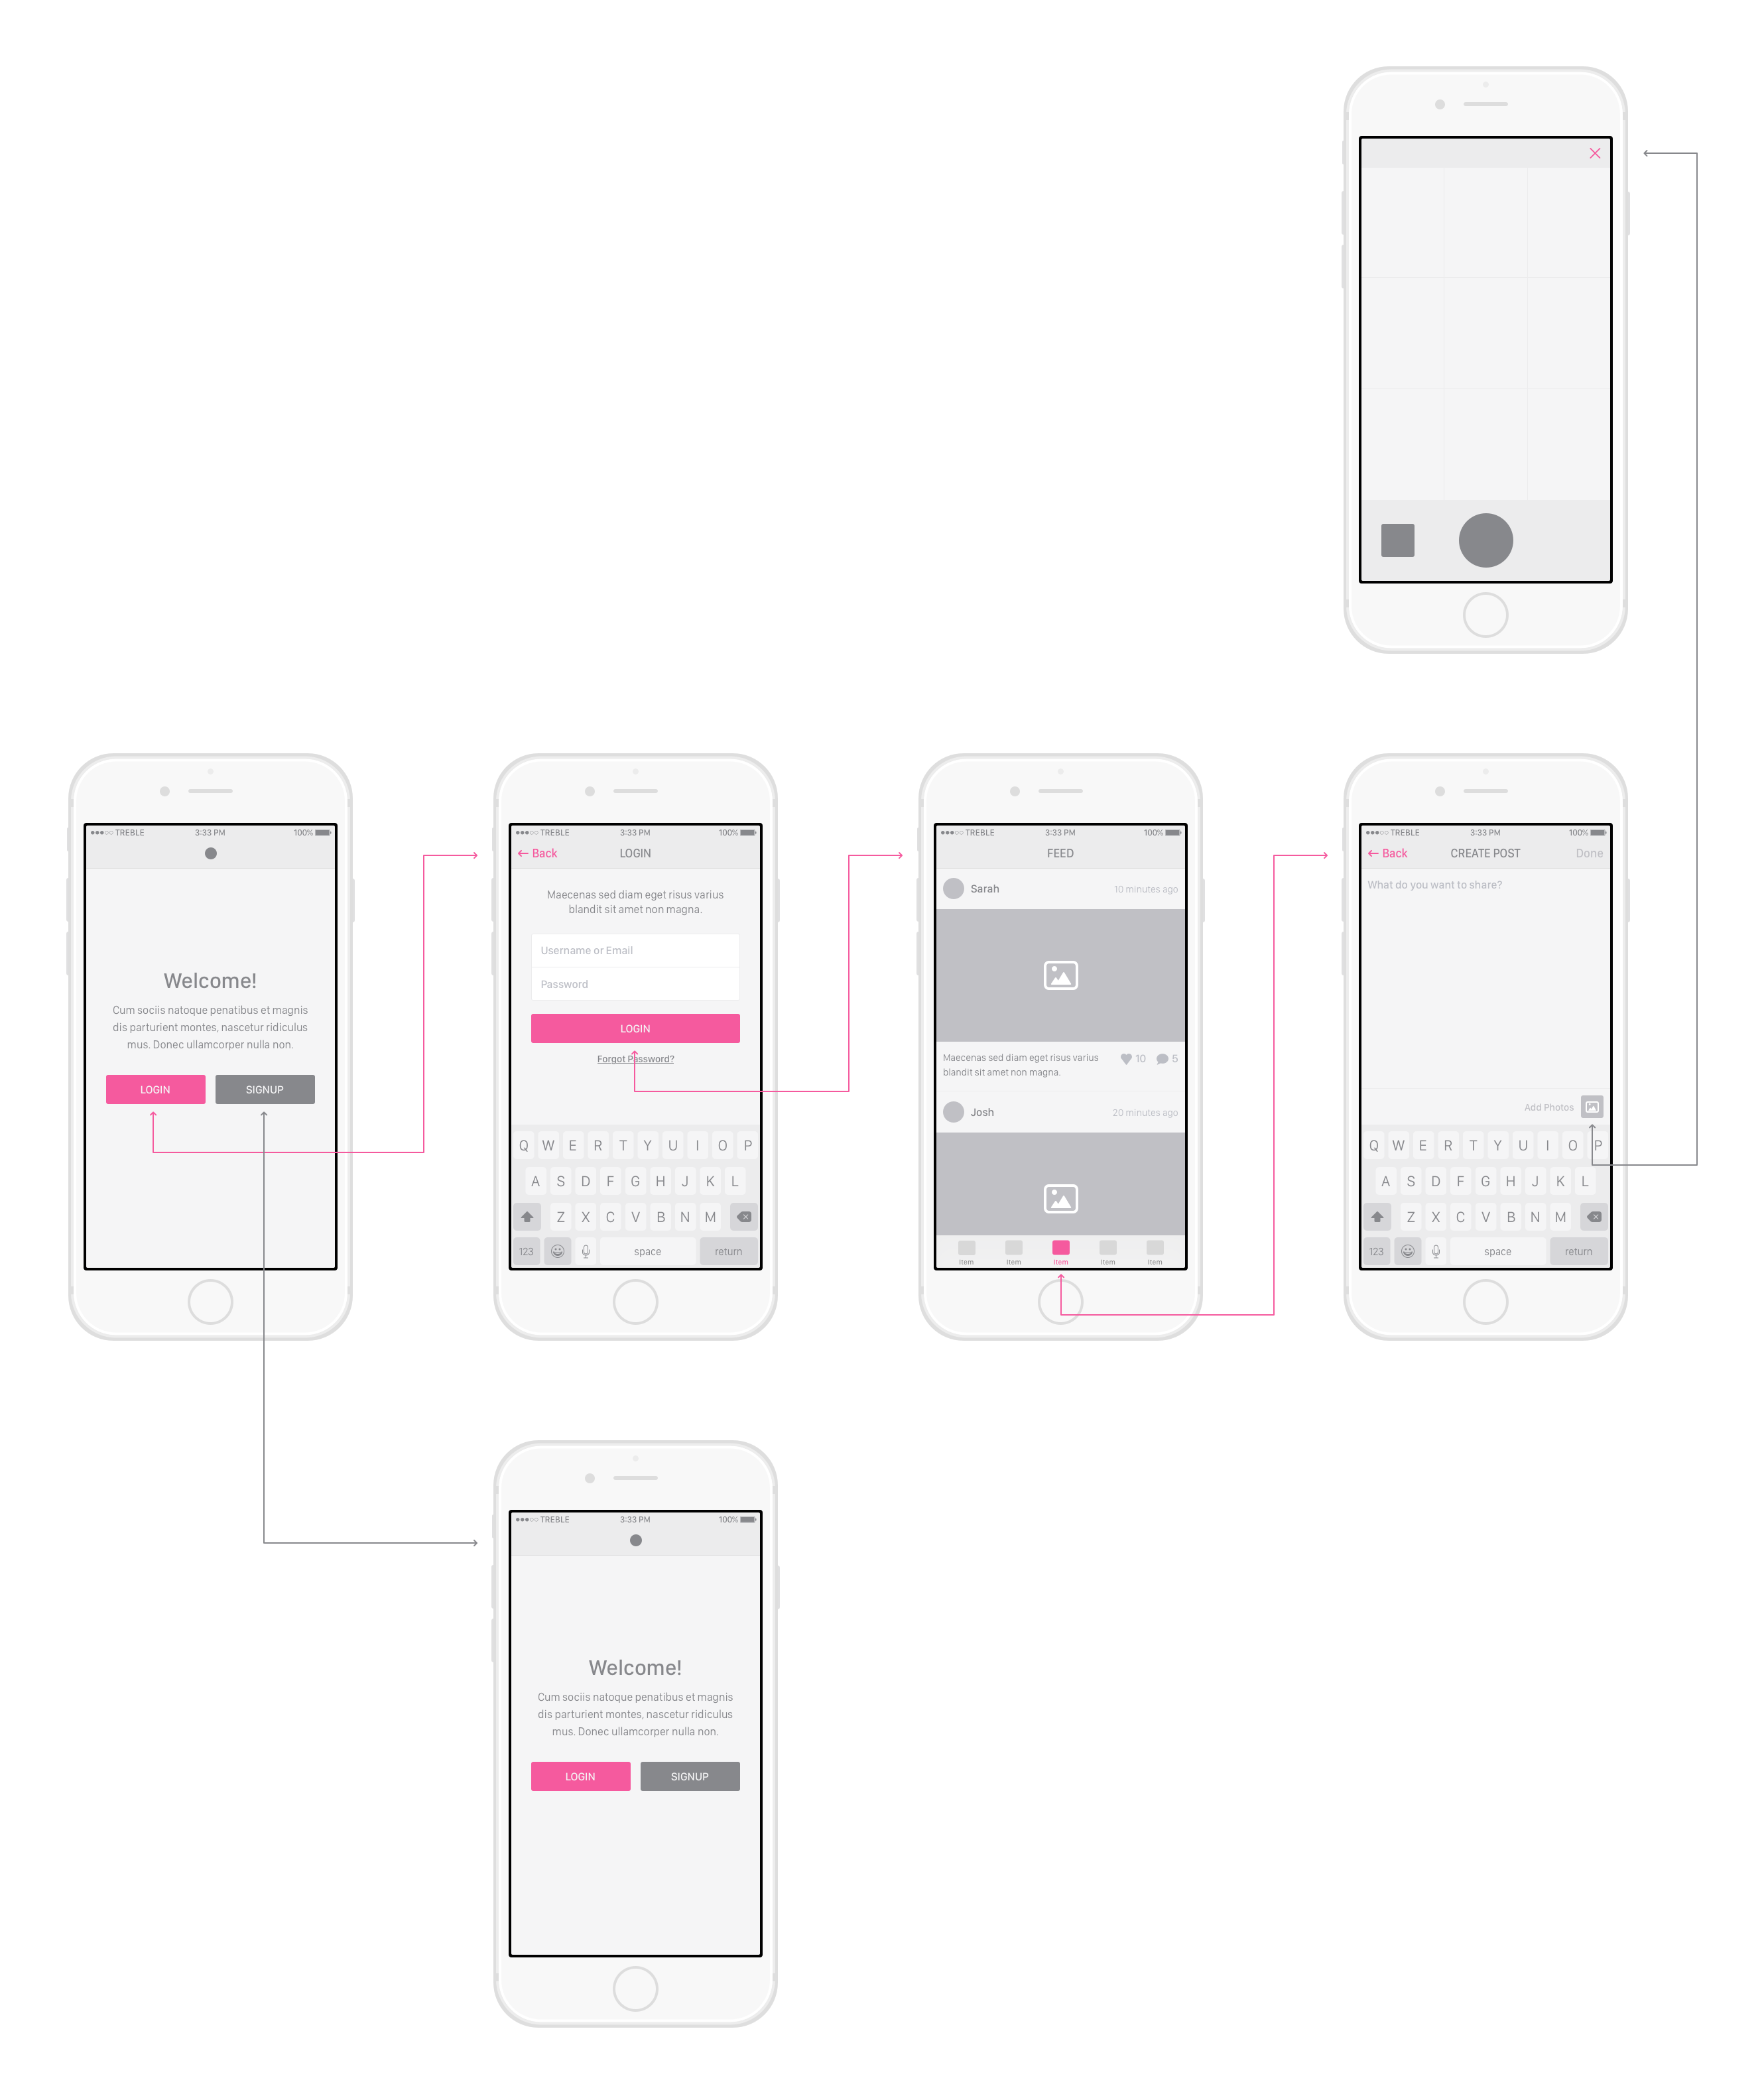 TREBLE 3:33 PM 100%
Welcome!
Cum sociis natoque penatibus et magnis
dis parturient montes, nascetur ridiculus
mus. Donec ullamcorper nulla non.
LOGIN SIGNUP
TREBLE 3:33 PM 100%
← Back LOGIN
Maecenas sed diam eget risus varius
blandit sit amet non magna.
Username or Email
Password
LOGIN
Forgot Password?
Q W E R T Y U I O P
A S D F G H J K L
Z X C V B N M
123 space return
TREBLE 3:33 PM 100%
FEED
Sarah 10 minutes ago
Maecenas sed diam eget risus varius 10 5
blandit sit amet non magna.
Josh 20 minutes ago
Item Item Item Item Item
TREBLE 3:33 PM 100%
← Back CREATE POST Done
What do you want to share?
Add Photos
Q W E R T Y U I O P
A S D F G H J K L
Z X C V B N M
123 space return
TREBLE 3:33 PM 100%
Welcome!
Cum sociis natoque penatibus et magnis
dis parturient montes, nascetur ridiculus
mus. Donec ullamcorper nulla non.
LOGIN SIGNUP